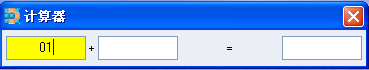 计算器
01 + =